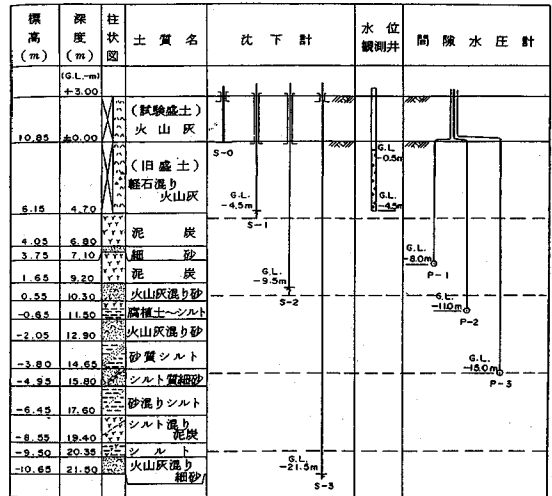 標高(m) 深度(m) 柱状図 土質名 沈下計 水位観測井 間隙水圧計
(G.L.-m)
+3.00
(試験盛土)
火山灰
10.85 ±0.00
S-0
(旧盛土)
軽石混り
火山灰
G.L.
-0.5m
G.L.
-4.5m
G.L.
-4.5m
6.15 4.70
S-1
泥炭
4.05 6.80
3.75 7.10 細砂
G.L.
-8.0m
P-1
泥炭
1.65 9.20
G.L.
-9.5m
0.55 10.30 火山灰混り砂
S-2
G.L.
-11.0m
-0.65 11.50 腐植土~シルト
P-2
火山灰混り砂
-2.05 12.90
砂質シルト
-3.80 14.65
G.L.
-15.0m
-4.95 15.80 シルト質細砂
P-3
砂混りシルト
-6.45 17.60
シルト混り
泥炭
-8.55 19.40
-9.50 20.35 シルト
火山灰混り
細砂
-10.65 21.50
G.L.
-21.5m
S-3